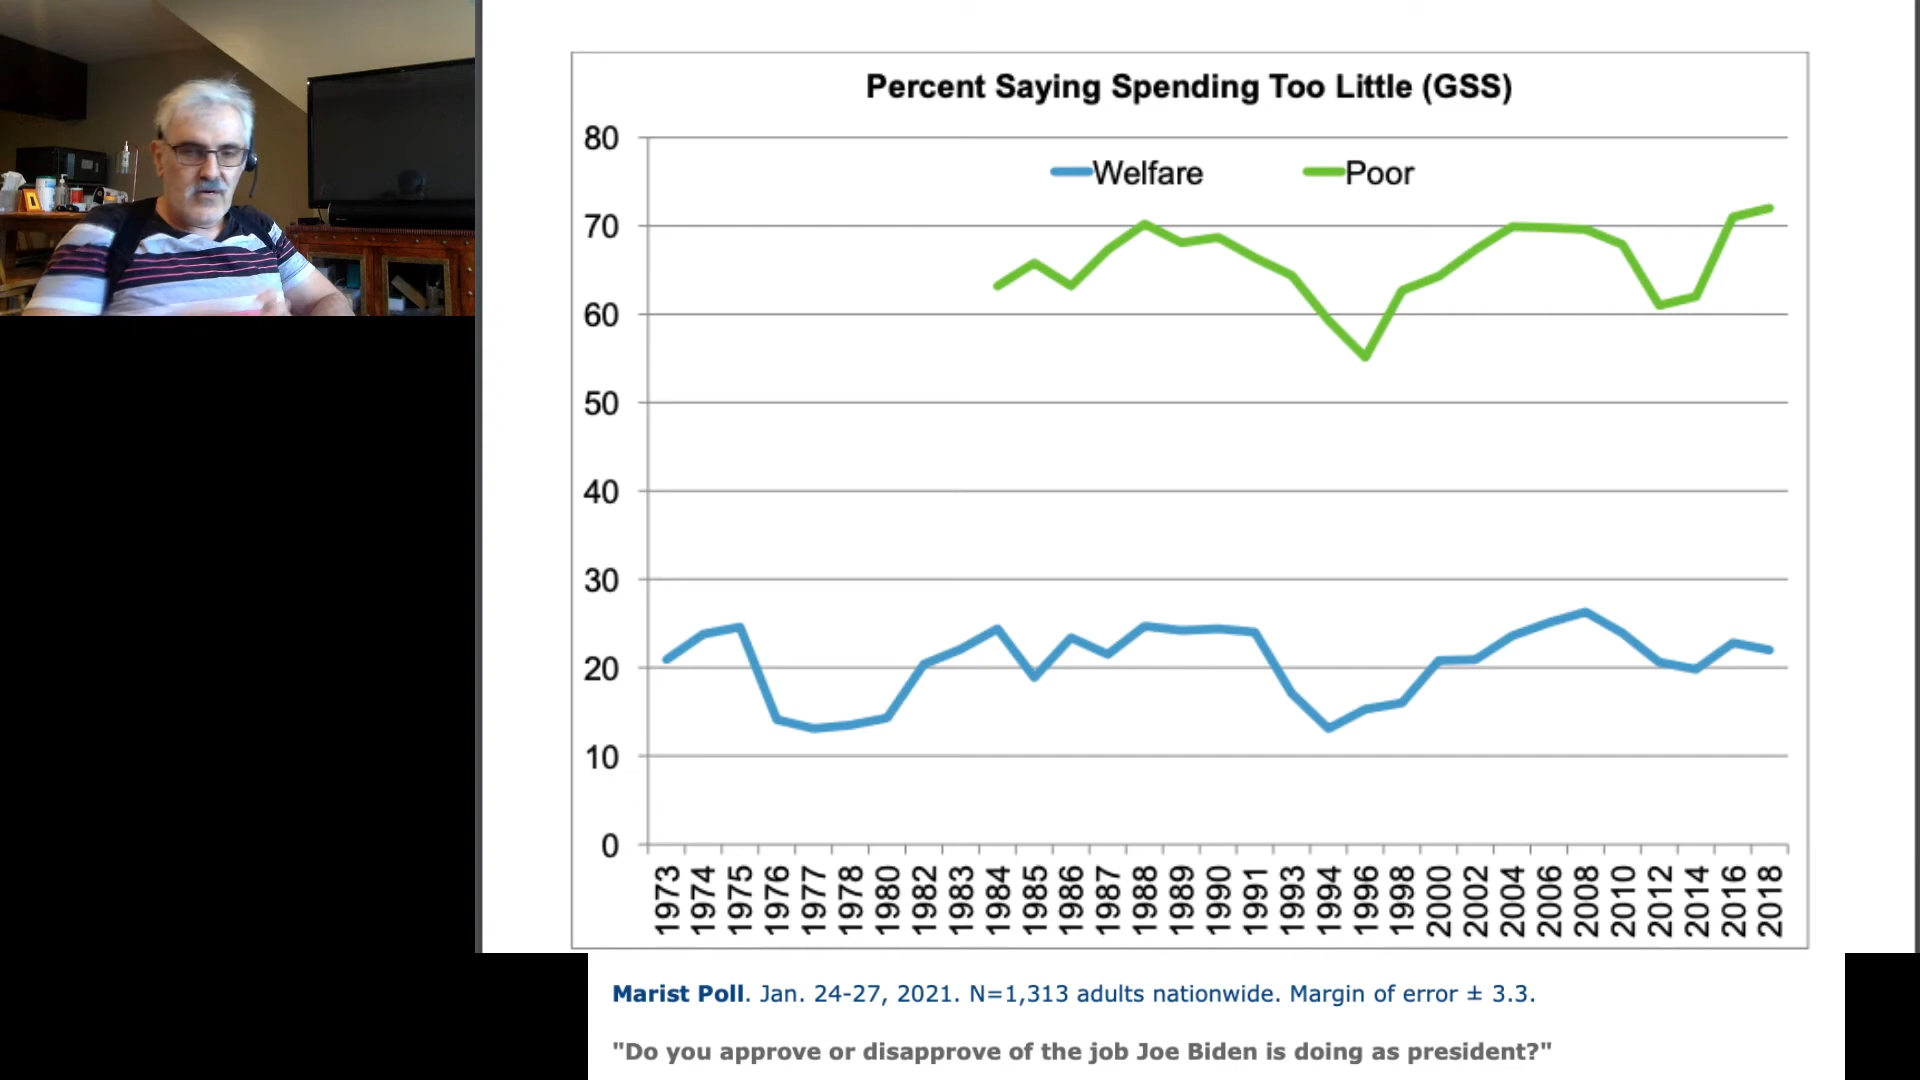 Percent Saying Spending Too Little (GSS)
Welfare Poor
80
70
60
50
40
30
20
10
0
1973 1974 1975 1976 1977 1978 1980 1982 1983 1984 1985 1986 1987 1988 1989 1990 1991 1993 1994 1996 1998 2000 2002 2004 2006 2008 2010 2012 2014 2016 2018
Marist Poll. Jan. 24-27, 2021. N=1,313 adults nationwide. Margin of error ± 3.3.
"Do you approve or disapprove of the job Joe Biden is doing as president?"